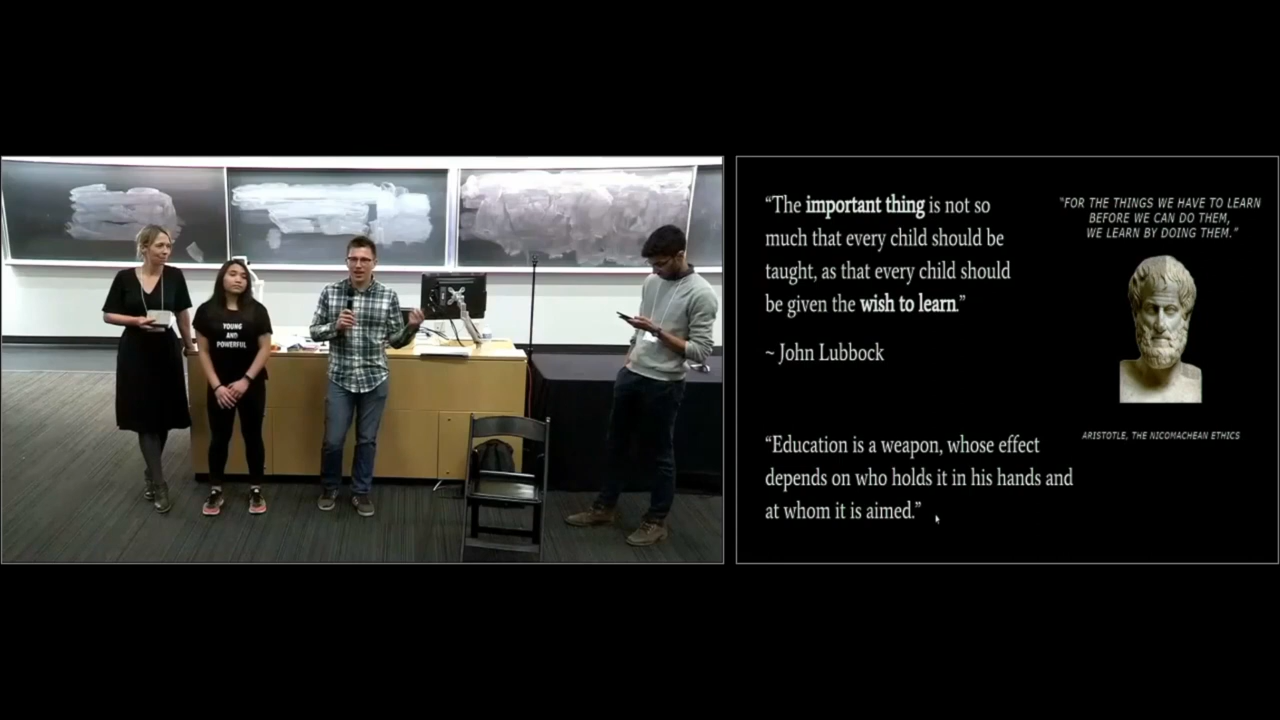 YOUNG
AND
POWERFUL
“The important thing is not so
much that every child should be
taught, as that every child should
be given the wish to learn.”
~ John Lubbock
“Education is a weapon, whose effect
depends on who holds it in his hands and
at whom it is aimed.”
“FOR THE THINGS WE HAVE TO LEARN
BEFORE WE CAN DO THEM,
WE LEARN BY DOING THEM.”
ARISTOTLE, THE NICOMACHEAN ETHICS